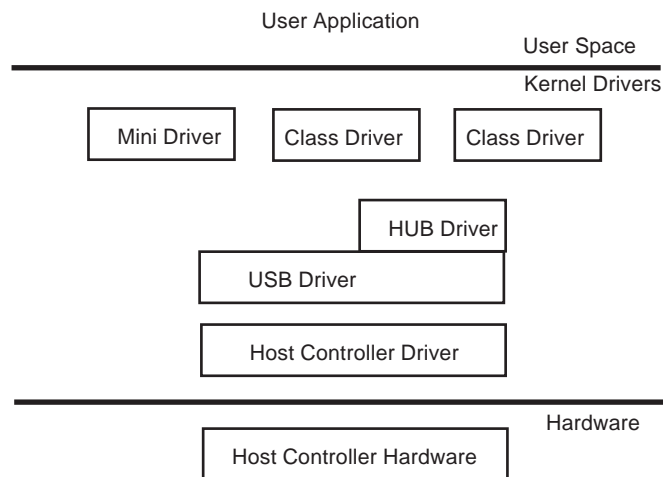 User Application
User Space
Kernel Drivers
Mini Driver
Class Driver
Class Driver
HUB Driver
USB Driver
Host Controller Driver
Hardware
Host Controller Hardware